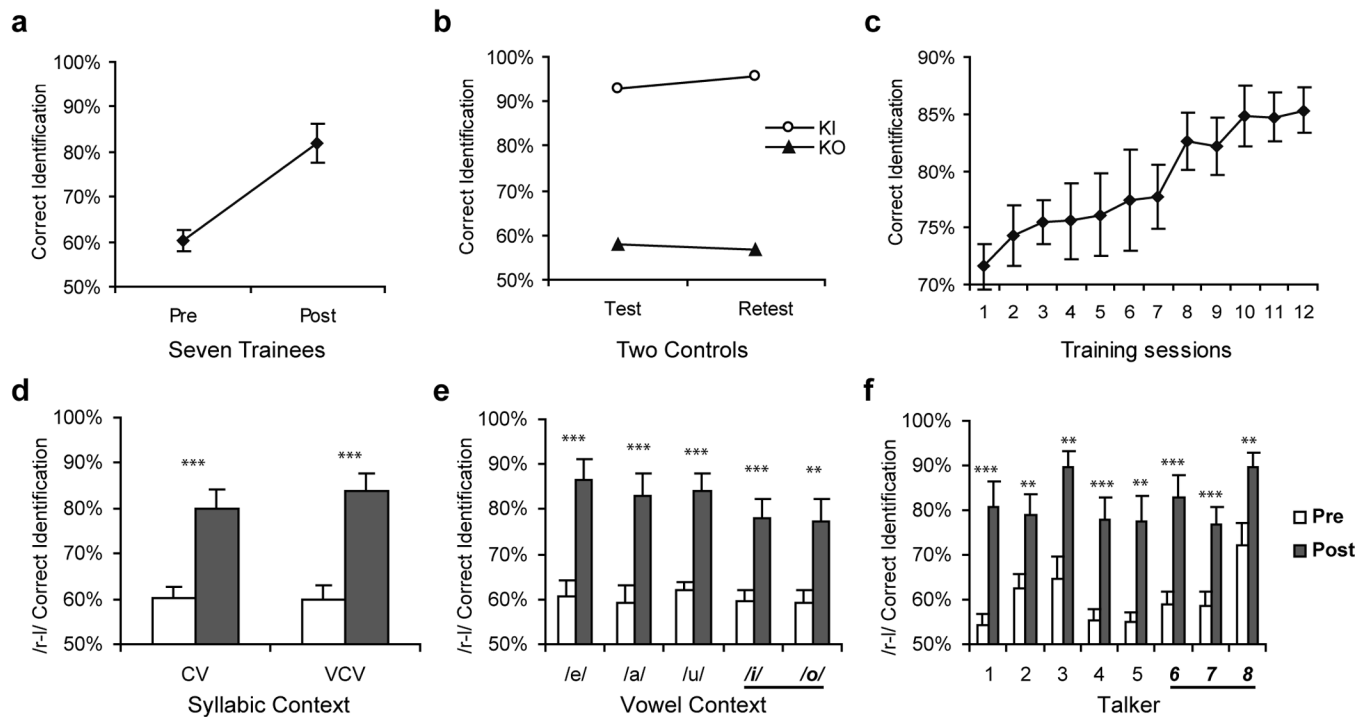 a
100%
90%
80%
70%
60%
50%
Correct Identification
Pre Post
Seven Trainees
b
100%
90%
80%
70%
60%
50%
Correct Identification
KI
KO
Test Retest
Two Controls
c
90%
85%
80%
75%
70%
Correct Identification
1 2 3 4 5 6 7 8 9 10 11 12
Training sessions
d
100%
90%
80%
70%
60%
50%
/r-l/ Correct Identification
*** ***
CV VCV
Syllabic Context
e
100%
90%
80%
70%
60%
50%
/r-l/ Correct Identification
*** *** *** *** **
/e/ /a/ /u/ /i/ /o/
Vowel Context
f
100%
90%
80%
70%
60%
50%
/r-l/ Correct Identification
*** ** ** *** ** *** *** **
1 2 3 4 5 6 7 8
Talker
Pre
Post